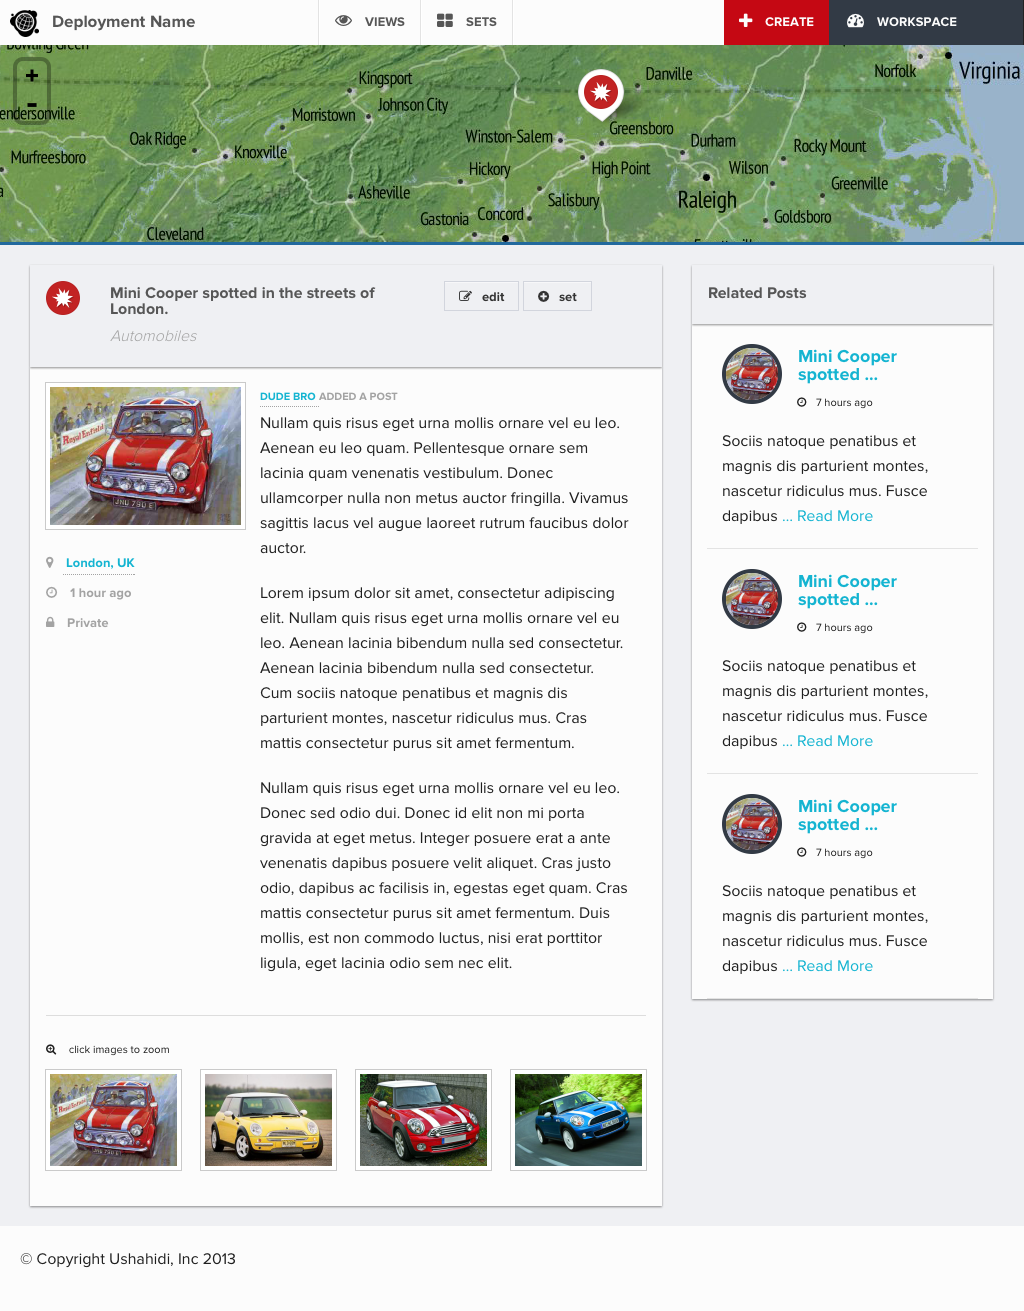 Deployment Name
VIEWS
SETS
CREATE
WORKSPACE
Bowling Green
Kingsport
Danville
Norfolk
Virginia
endersonville
Morristown
Johnson City
Oak Ridge
Winston-Salem
Greensboro
Durham
Rocky Mount
Murfreesboro
Knoxville
Hickory
High Point
Wilson
Greenville
Asheville
Salisbury
Raleigh
Gastonia
Concord
Goldsboro
Cleveland
Mini Cooper spotted in the streets of
London.
Automobiles
edit
set
DUDE BRO ADDED A POST
Nullam quis risus eget urna mollis ornare vel eu leo.
Aenean eu leo quam. Pellentesque ornare sem
lacinia quam venenatis vestibulum. Donec
ullamcorper nulla non metus auctor fringilla. Vivamus
sagittis lacus vel augue laoreet rutrum faucibus dolor
auctor.
Royal Enfield
JNU 790 E
London, UK
1 hour ago
Private
Lorem ipsum dolor sit amet, consectetur adipiscing
elit. Nullam quis risus eget urna mollis ornare vel eu
leo. Aenean lacinia bibendum nulla sed consectetur.
Aenean lacinia bibendum nulla sed consectetur.
Cum sociis natoque penatibus et magnis dis
parturient montes, nascetur ridiculus mus. Cras
mattis consectetur purus sit amet fermentum.
Nullam quis risus eget urna mollis ornare vel eu leo.
Donec sed odio dui. Donec id elit non mi porta
gravida at eget metus. Integer posuere erat a ante
venenatis dapibus posuere velit aliquet. Cras justo
odio, dapibus ac facilisis in, egestas eget quam. Cras
mattis consectetur purus sit amet fermentum. Duis
mollis, est non commodo luctus, nisi erat porttitor
ligula, eget lacinia odio sem nec elit.
click images to zoom
Related Posts
Mini Cooper
spotted ...
7 hours ago
Sociis natoque penatibus et
magnis dis parturient montes,
nascetur ridiculus mus. Fusce
dapibus ... Read More
Mini Cooper
spotted ...
7 hours ago
Sociis natoque penatibus et
magnis dis parturient montes,
nascetur ridiculus mus. Fusce
dapibus ... Read More
Mini Cooper
spotted ...
7 hours ago
Sociis natoque penatibus et
magnis dis parturient montes,
nascetur ridiculus mus. Fusce
dapibus ... Read More
© Copyright Ushahidi, Inc 2013